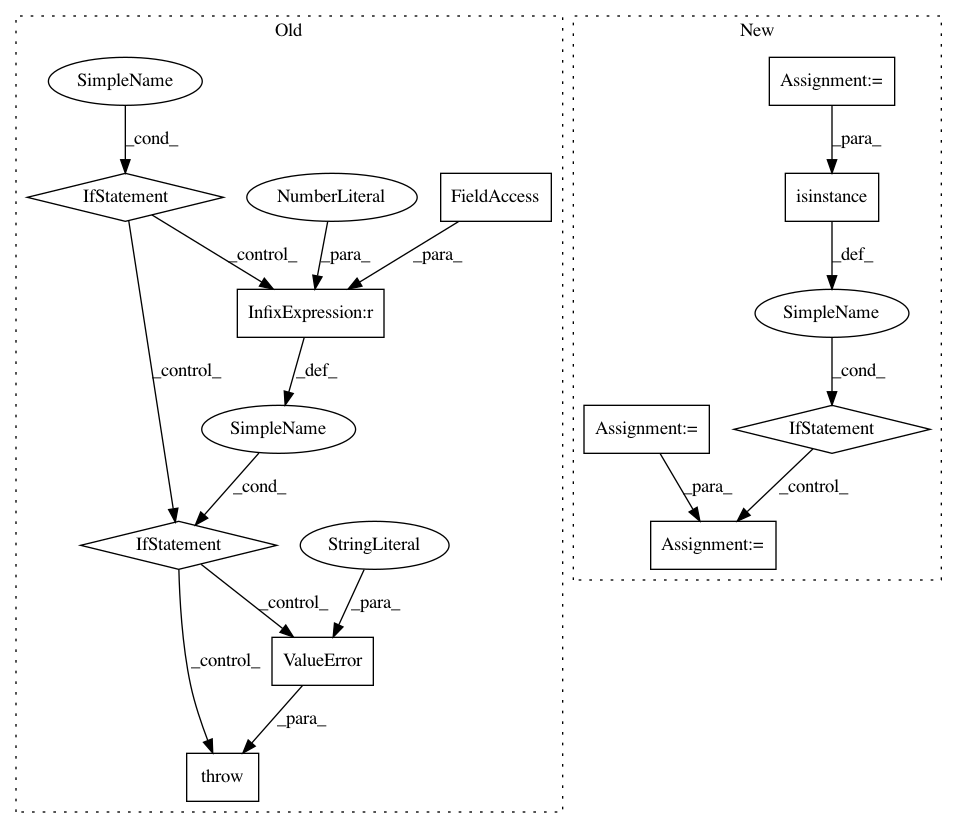 Old
New
SimpleName
Assignment:=
_cond_
_para_
IfStatement
NumberLiteral
FieldAccess
isinstance
_control_
_para_
_para_
_def_
InfixExpression:r
SimpleName
_control_
_def_
_cond_
SimpleName
Assignment:=
IfStatement
_cond_
_para_
_control_
IfStatement
StringLiteral
Assignment:=
_control_
_para_
_control_
ValueError
_para_
throw